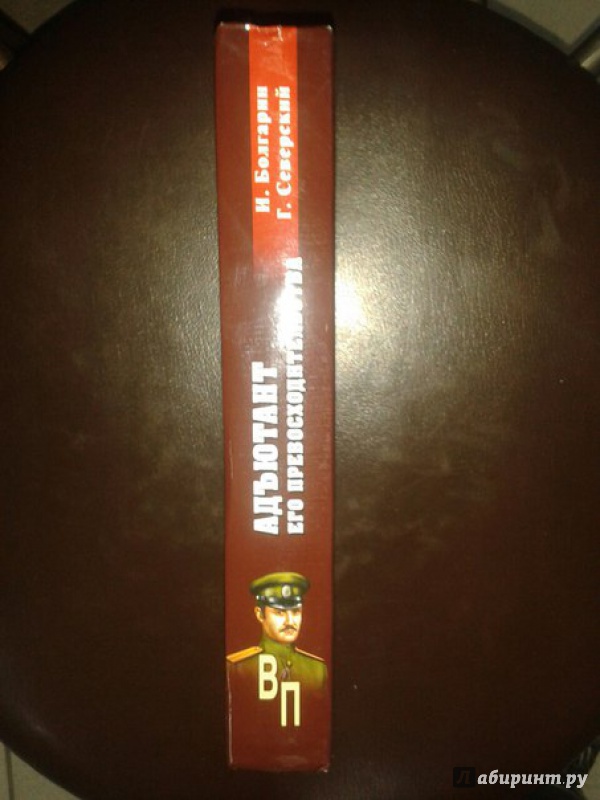 И. Болгарин
Г. Северский
АДЪЮТАНТ
ЕГО ПРЕВОСХОДИТЕЛЬСТВА
ВП
Лабиринт.ру